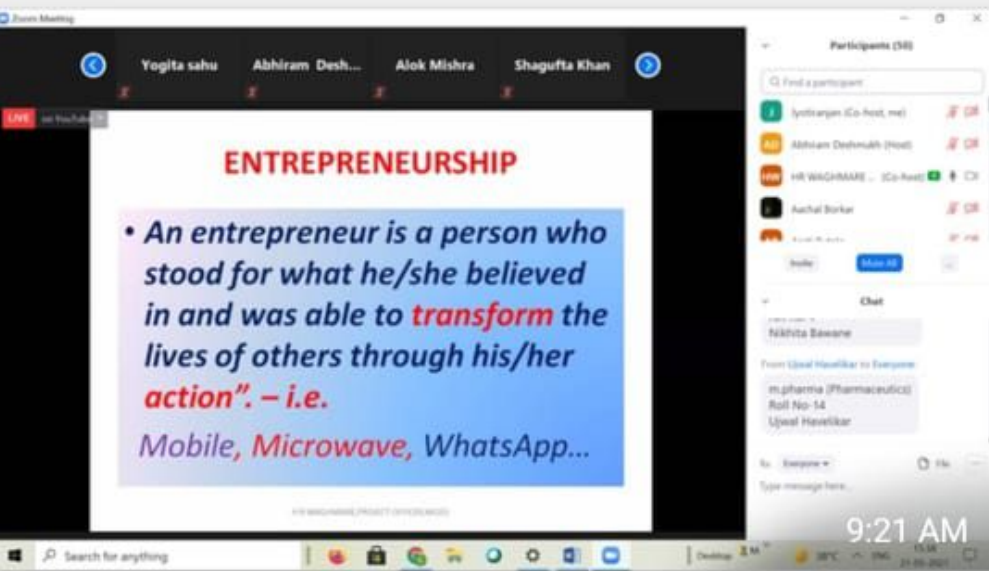 Zoom Meeting
Yogita sahu
Abhiram Desh...
Alok Mishra
Shagufta Khan
LIVE on YouTube
ENTREPRENEURSHIP
• An entrepreneur is a person who
stood for what he/she believed
in and was able to transform the
lives of others through his/her
action”. – i.e.
Mobile, Microwave, WhatsApp...
Participants (50)
Find a participant
Jyotiranjan (Co-host, me)
Abhiram Deshmukh (Host)
HR WAGHMARE ... (Co-host)
Aachal Borkar
Invite
Mute All
...
Chat
Nikhita Bawane
From Ujwal Havelikar to Everyone
m.pharma (Pharmaceutics)
Roll No-14
Ujwal Havelikar
To: Everyone
File
Type message here...
9:21 AM
Search for anything
Desktop
38°C
ENG